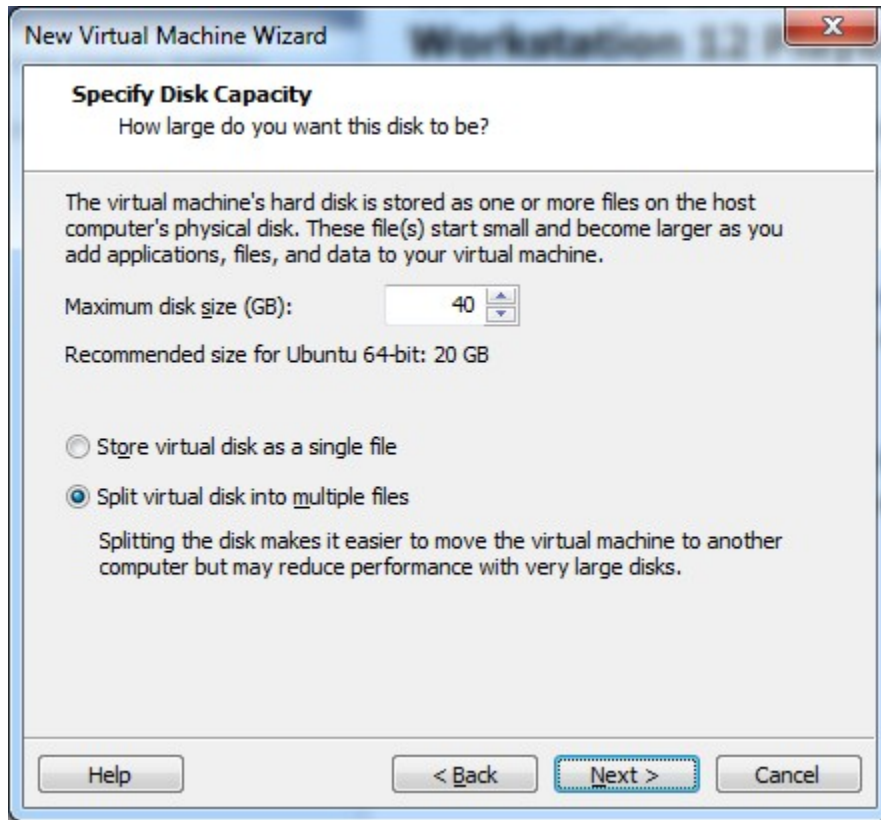 New Virtual Machine Wizard
Workstation 12
Specify Disk Capacity
How large do you want this disk to be?
The virtual machine's hard disk is stored as one or more files on the host
computer's physical disk. These file(s) start small and become larger as you
add applications, files, and data to your virtual machine.
Maximum disk size (GB): 40
Recommended size for Ubuntu 64-bit: 20 GB
Store virtual disk as a single file
Split virtual disk into multiple files
Splitting the disk makes it easier to move the virtual machine to another
computer but may reduce performance with very large disks.
Help < Back Next > Cancel